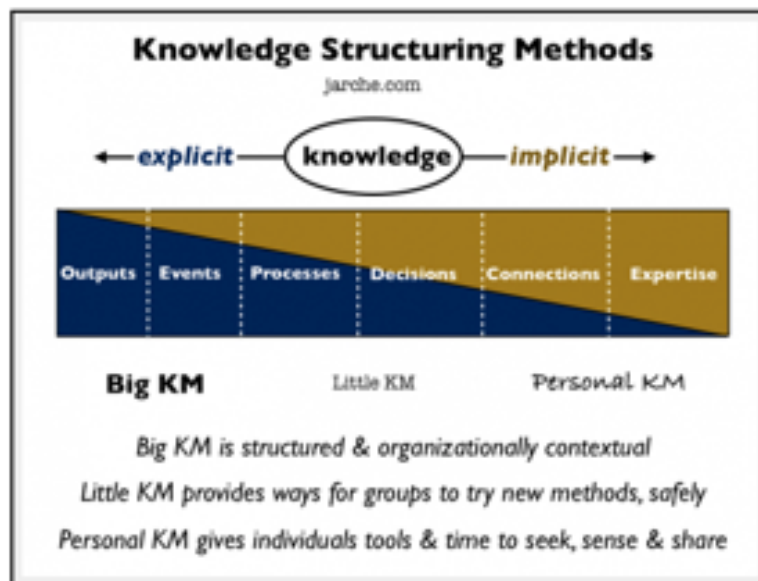 Knowledge Structuring Methods
jarche.com
explicit knowledge implicit
Outputs Events Processes Decisions Connections Expertise
Big KM Little KM Personal KM
Big KM is structured & organizationally contextual
Little KM provides ways for groups to try new methods, safely
Personal KM gives individuals tools & time to seek, sense & share